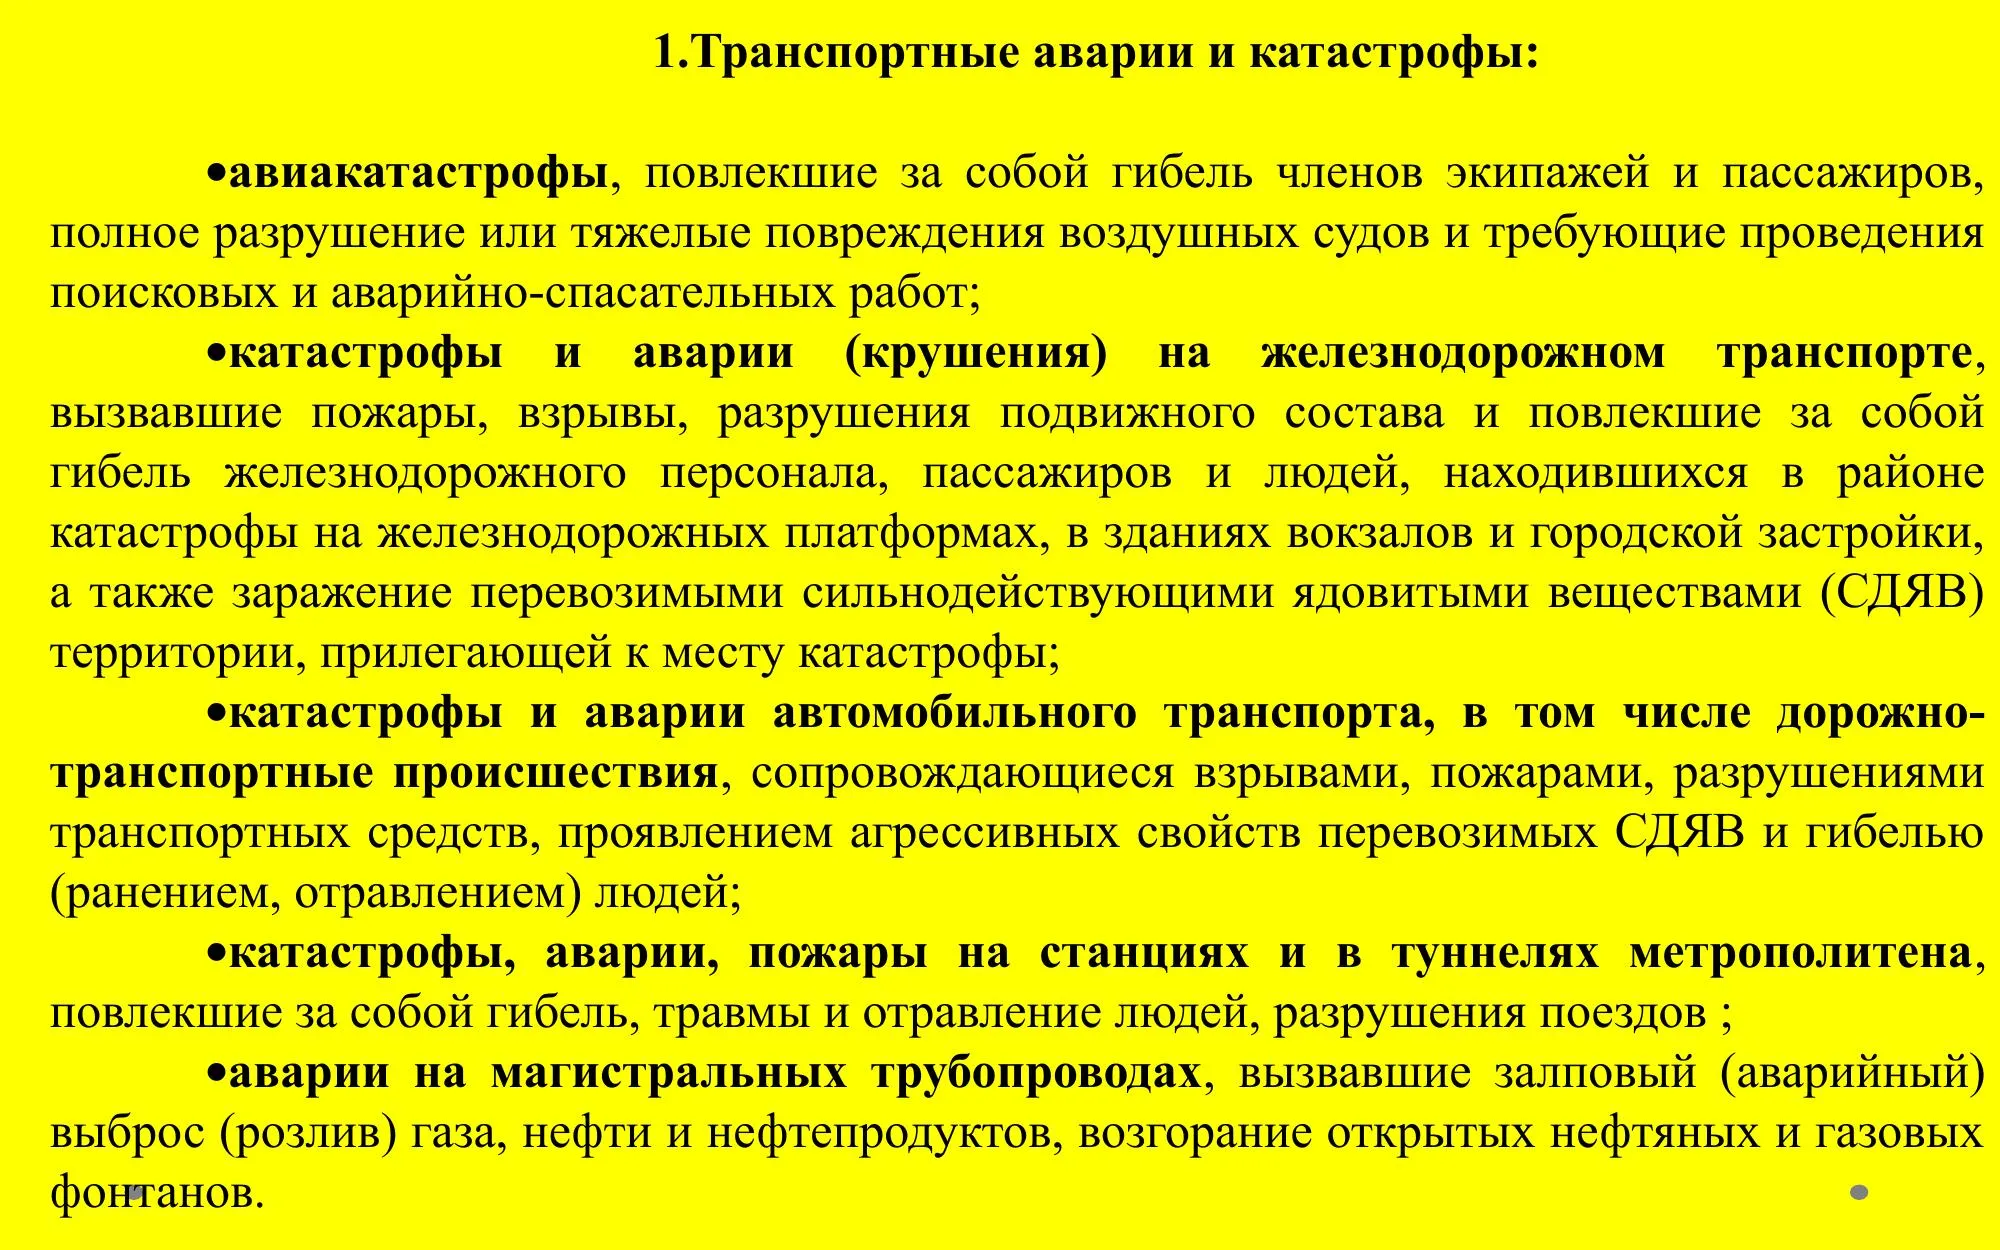 1.Транспортные аварии и катастрофы:
•авиакатастрофы, повлекшие за собой гибель членов экипажей и пассажиров,
полное разрушение или тяжелые повреждения воздушных судов и требующие проведения
поисковых и аварийно-спасательных работ;
•катастрофы и аварии (крушения) на железнодорожном транспорте,
вызвавшие пожары, взрывы, разрушения подвижного состава и повлекшие за собой
гибель железнодорожного персонала, пассажиров и людей, находившихся в районе
катастрофы на железнодорожных платформах, в зданиях вокзалов и городской застройки,
а также заражение перевозимыми сильнодействующими ядовитыми веществами (СДЯВ)
территории, прилегающей к месту катастрофы;
•катастрофы и аварии автомобильного транспорта, в том числе дорожно-
транспортные происшествия, сопровождающиеся взрывами, пожарами, разрушениями
транспортных средств, проявлением агрессивных свойств перевозимых СДЯВ и гибелью
(ранением, отравлением) людей;
•катастрофы, аварии, пожары на станциях и в туннелях метрополитена,
повлекшие за собой гибель, травмы и отравление людей, разрушения поездов ;
•аварии на магистральных трубопроводах, вызвавшие залповый (аварийный)
выброс (розлив) газа, нефти и нефтепродуктов, возгорание открытых нефтяных и газовых
фонтанов.